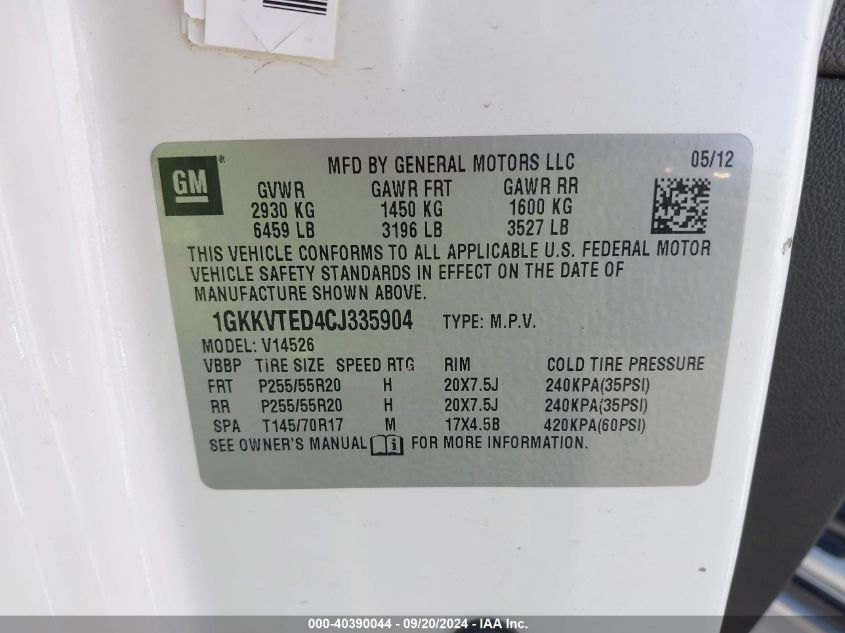 GM®
MFD BY GENERAL MOTORS LLC 05/12
GVWR GAWR FRT GAWR RR
2930 KG 1450 KG 1600 KG
6459 LB 3196 LB 3527 LB
THIS VEHICLE CONFORMS TO ALL APPLICABLE U.S. FEDERAL MOTOR
VEHICLE SAFETY STANDARDS IN EFFECT ON THE DATE OF
MANUFACTURE SHOWN ABOVE.
1GKKVTED4CJ335904 TYPE: M.P.V.
MODEL: V14526
VBBP TIRE SIZE SPEED RTG RIM COLD TIRE PRESSURE
FRT P255/55R20 H 20X7.5J 240KPA(35PSI)
RR P255/55R20 H 20X7.5J 240KPA(35PSI)
SPA T145/70R17 M 17X4.5B 420KPA(60PSI)
SEE OWNER'S MANUAL i FOR MORE INFORMATION.
000-40390044 - 09/20/2024 - IAA Inc.